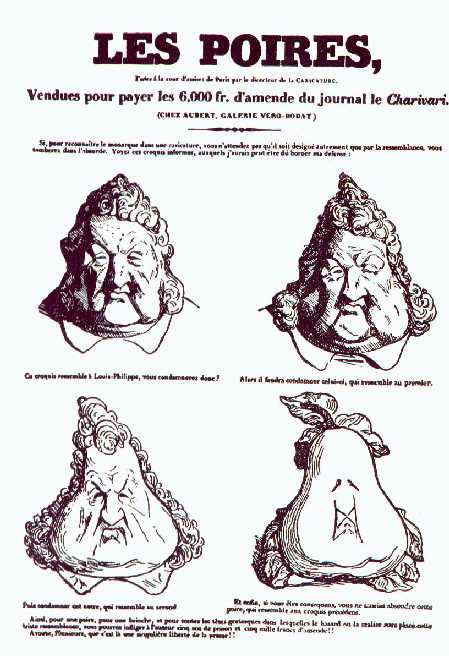 LES POIRES,
Faites à la cour d'assises de Paris par le directeur de la CARICATURE.
Vendues pour payer les 6,000 fr. d'amende du journal le Charivari.
(CHEZ AUBERT, GALERIE VERO-DODAT)
Si, pour reconnaître le monarque dans une caricature, vous n'attendez pas qu'il soit designé autrement que par la ressemblance, vous
tomberez dans l'absurde. Voyez ces croquis informes, auxquels j'aurais peut-être dû borner ma défense :
Ce croquis ressemble à Louis-Philippe, vous condamnerez donc ?
Alors il faudra condamner celui-ci, qui ressemble au premier.
Puis condamner cet autre, qui ressemble au second
Et enfin, si vous êtes conséquens, vous ne sauriez absoudre cette
poire, qui ressemble aux croquis précédens.
Ainsi, pour une poire, pour une brioche, et pour toutes les têtes grotesques dans lesquelles le hasard ou la malice aura placé cette
triste ressemblance, vous pourrez infliger à l'auteur cinq ans de prison et cinq mille francs d'amende!!
Avouez, Messieurs, que c'est là une singulière liberté de la presse!!